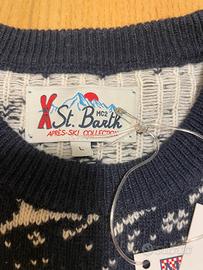 St. Barth
MC2
APRÈS-SKI COLLECTION
L